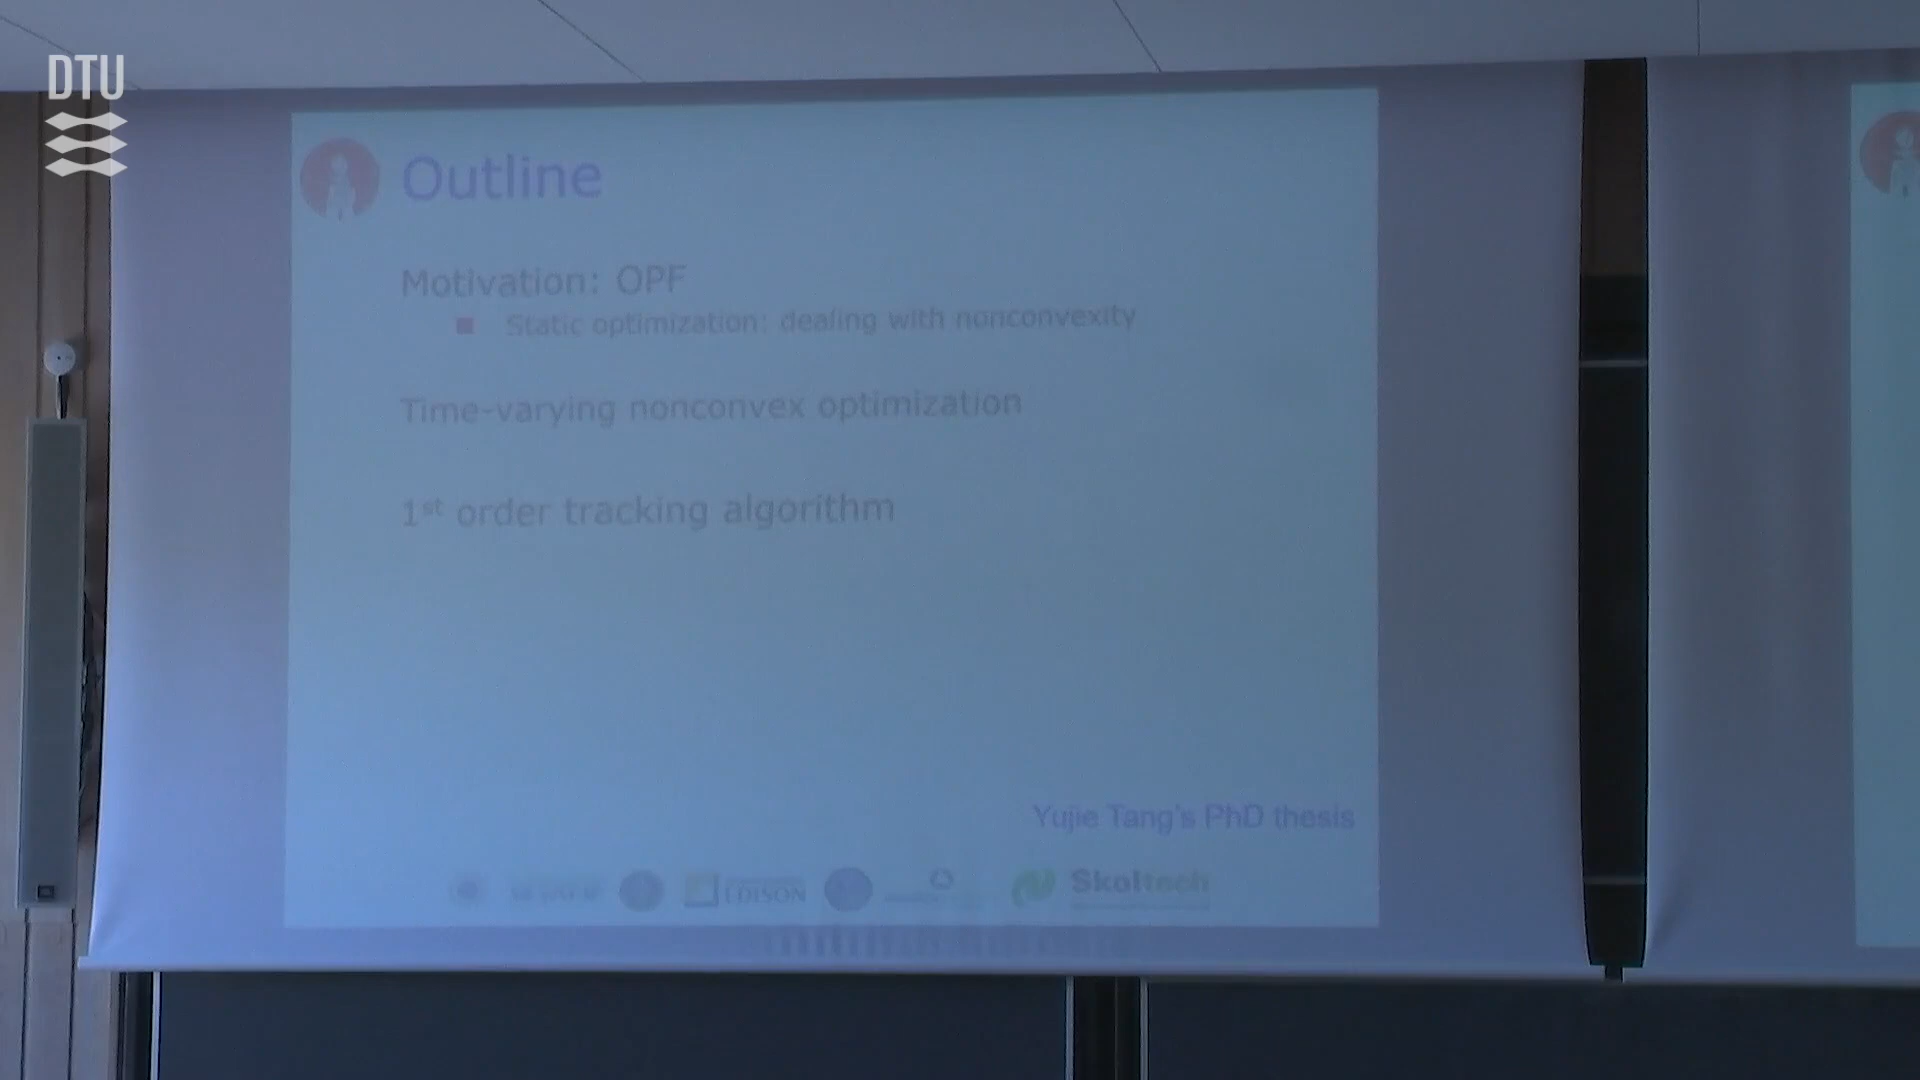 DTU
Outline
Motivation: OPF
Static optimization: dealing with nonconvexity
Time-varying nonconvex optimization
1st order tracking algorithm
Yujie Tang's PhD thesis
EDISON
Skoltech